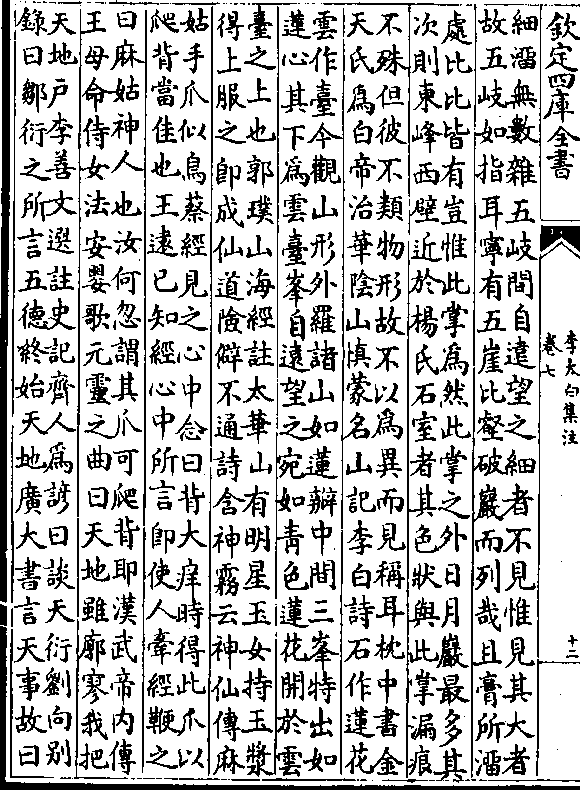 欽定四庫全書
李太白集注
卷七
十二
細溜無數雜五岐間自逺望之細者不見惟見其大者
故五岐如指耳寧有五崖比壑破巖而列哉且膏所溜
處比比皆有豈惟此掌為然此掌之外日月巖最多其
次則東峰西壁近於楊氏石室者其色狀與此掌漏痕
不殊但彼不類物形故不以為異而見稱耳枕中書金
天氏為白帝治華陰山慎蒙名山記李白詩石作蓮花
雲作臺今觀山形外羅諸山如蓮瓣中間三峯特出如
蓮心其下為雲臺峯自遠望之宛如青色蓮花開於雲
臺之上也郭璞山海經註太華山有明星玉女持玉漿
得上服之即成仙道險僻不通詩含神霧云神仙傳麻
姑手爪似鳥蔡經見之心中念曰背大痒時得此爪以
爬背當佳也王遠已知經心中所言即使人牽經鞭之
曰麻姑神人也汝何忽謂其爪可爬背耶漢武帝内傳
王母命侍女法安嬰歌元靈之曲曰天地雖廓寥我把
天地户李善文選註史記齊人為諺曰談天衍劉向别
錄曰鄒衍之所言五德終始天地廣大書言天事故曰